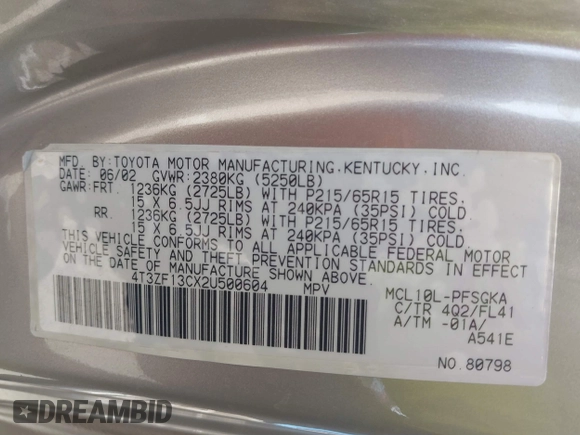 MFD. BY:TOYOTA MOTOR MANUFACTURING,KENTUCKY,INC.
DATE: 06/02 GVWR:2380KG (5250LB)
GAWR:FRT. 1236KG (2725LB) WITH P215/65R15 TIRES.
15 X 6.5JJ RIMS AT 240KPA (35PSI) COLD.
RR. 1236KG (2725LB) WITH P215/65R15 TIRES.
15 X 6.5JJ RIMS AT 240KPA (35PSI) COLD.
THIS VEHICLE CONFORMS TO ALL APPLICABLE FEDERAL MOTOR
VEHICLE SAFETY AND THEFT PREVENTION STANDARDS IN EFFECT
ON THE DATE OF MANUFACTURE SHOWN ABOVE.
4T3ZF13CX2U500604 MPV
MCL10L-PFSGKA
C/TR 4Q2/FL41
A/TM -01A/
A541E
NO.80798
DREAMBID